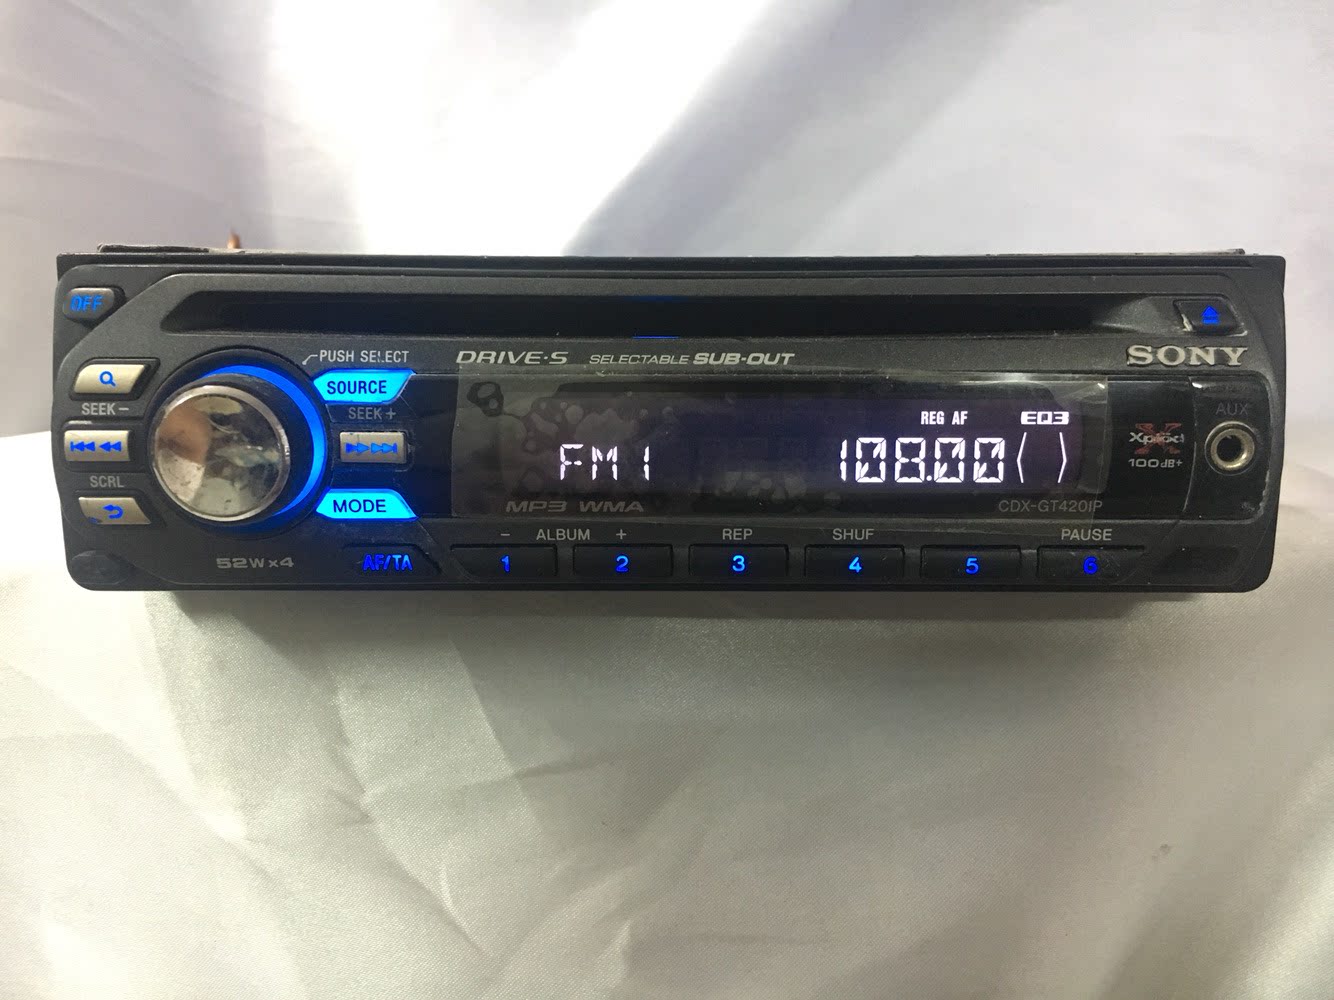 OFF
PUSH SELECT
DRIVE·S SELECTABLE SUB-OUT
SONY
SOURCE
SEEK -
SEEK +
REG AF EQ3
AUX
FM1 108.00
Xplod
100dB+
SCRL
MODE
MP3 WMA
CDX-GT420IP
- ALBUM + REP SHUF PAUSE
52W x 4
AF/TA 1 2 3 4 5 6